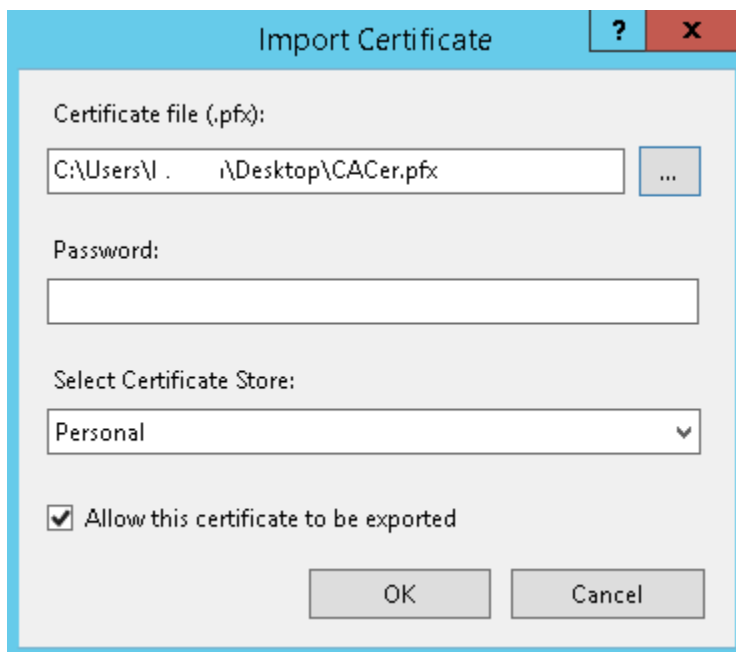 Import Certificate
? x
Certificate file (.pfx):
C:\Users\ \Desktop\CACer.pfx
...
Password:
Select Certificate Store:
Personal
Allow this certificate to be exported
OK
Cancel